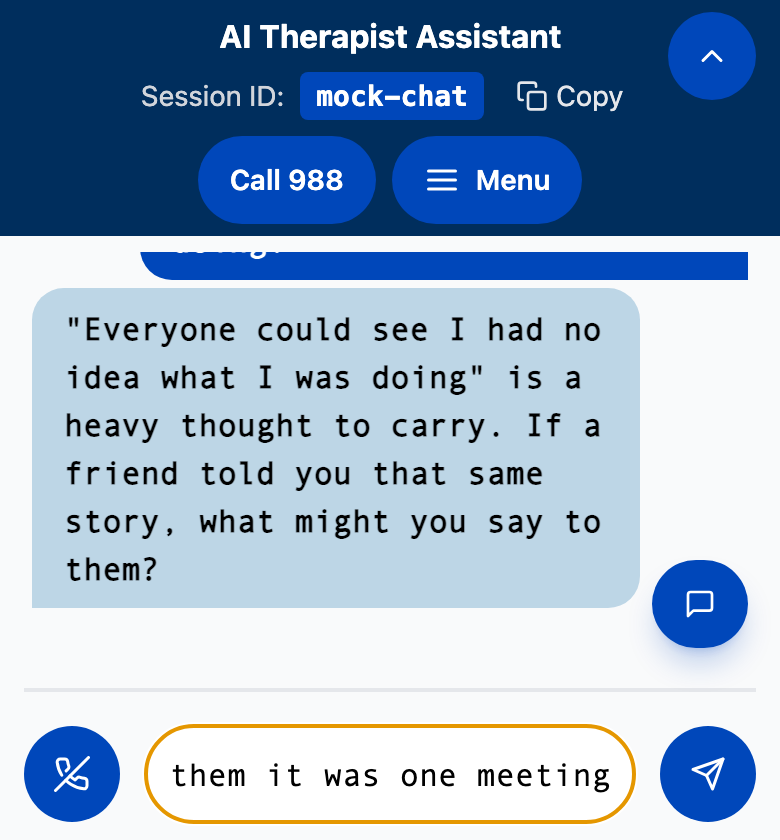 AI Therapist Assistant
Session ID: mock-chat Copy
Call 988 Menu
"Everyone could see I had no
idea what I was doing" is a
heavy thought to carry. If a
friend told you that same
story, what might you say to
them?
them it was one meeting